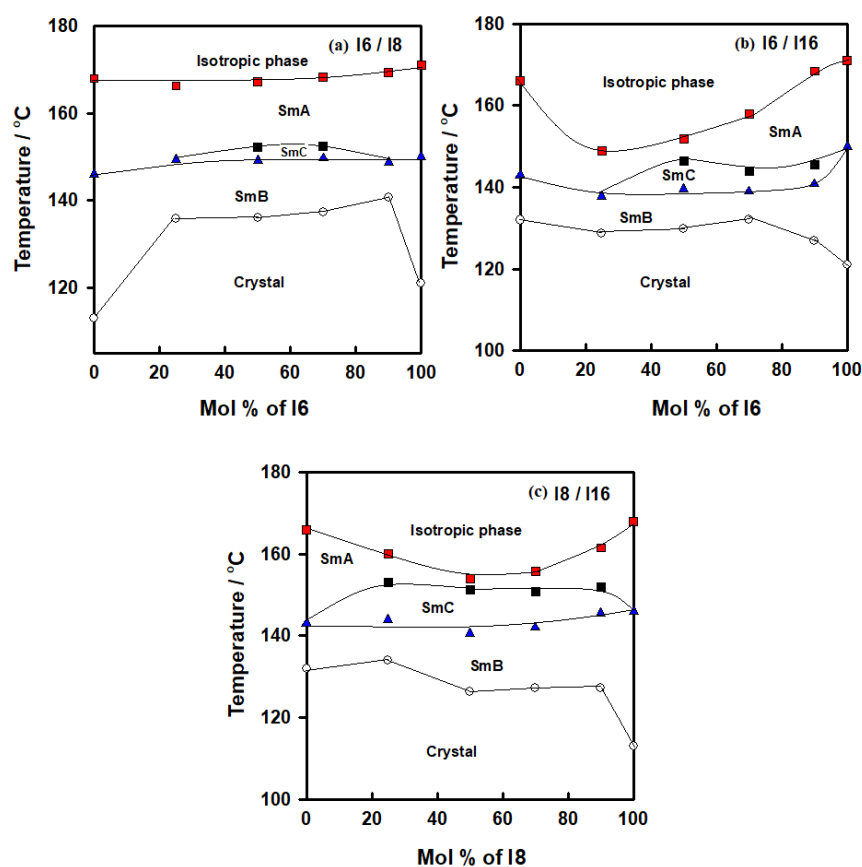 (a) I6 / I8
Isotropic phase
SmA
SmC
SmB
Crystal
180
160
140
120
0 20 40 60 80 100
Temperature / °C
Mol % of I6
(b) I6 / I16
Isotropic phase
SmA
SmC
SmB
Crystal
180
160
140
120
100
0 20 40 60 80 100
Temperature / °C
Mol % of I6
(c) I8 / I16
Isotropic phase
SmA
SmC
SmB
Crystal
180
160
140
120
100
0 20 40 60 80 100
Temperature / °C
Mol % of I8